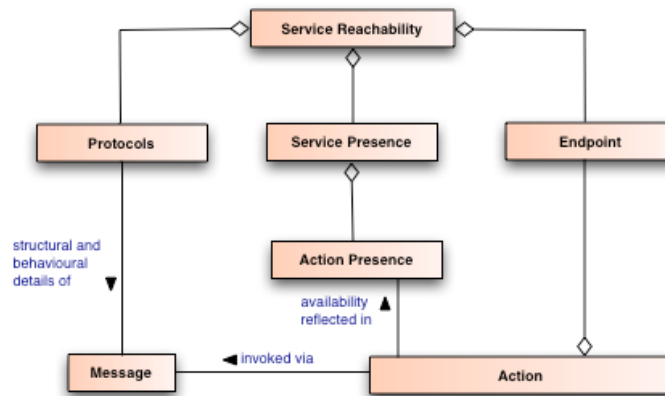 Service Reachability
Protocols
Service Presence
Endpoint
structural and
behavioural
details of
Action Presence
availability
reflected in
Message
invoked via
Action